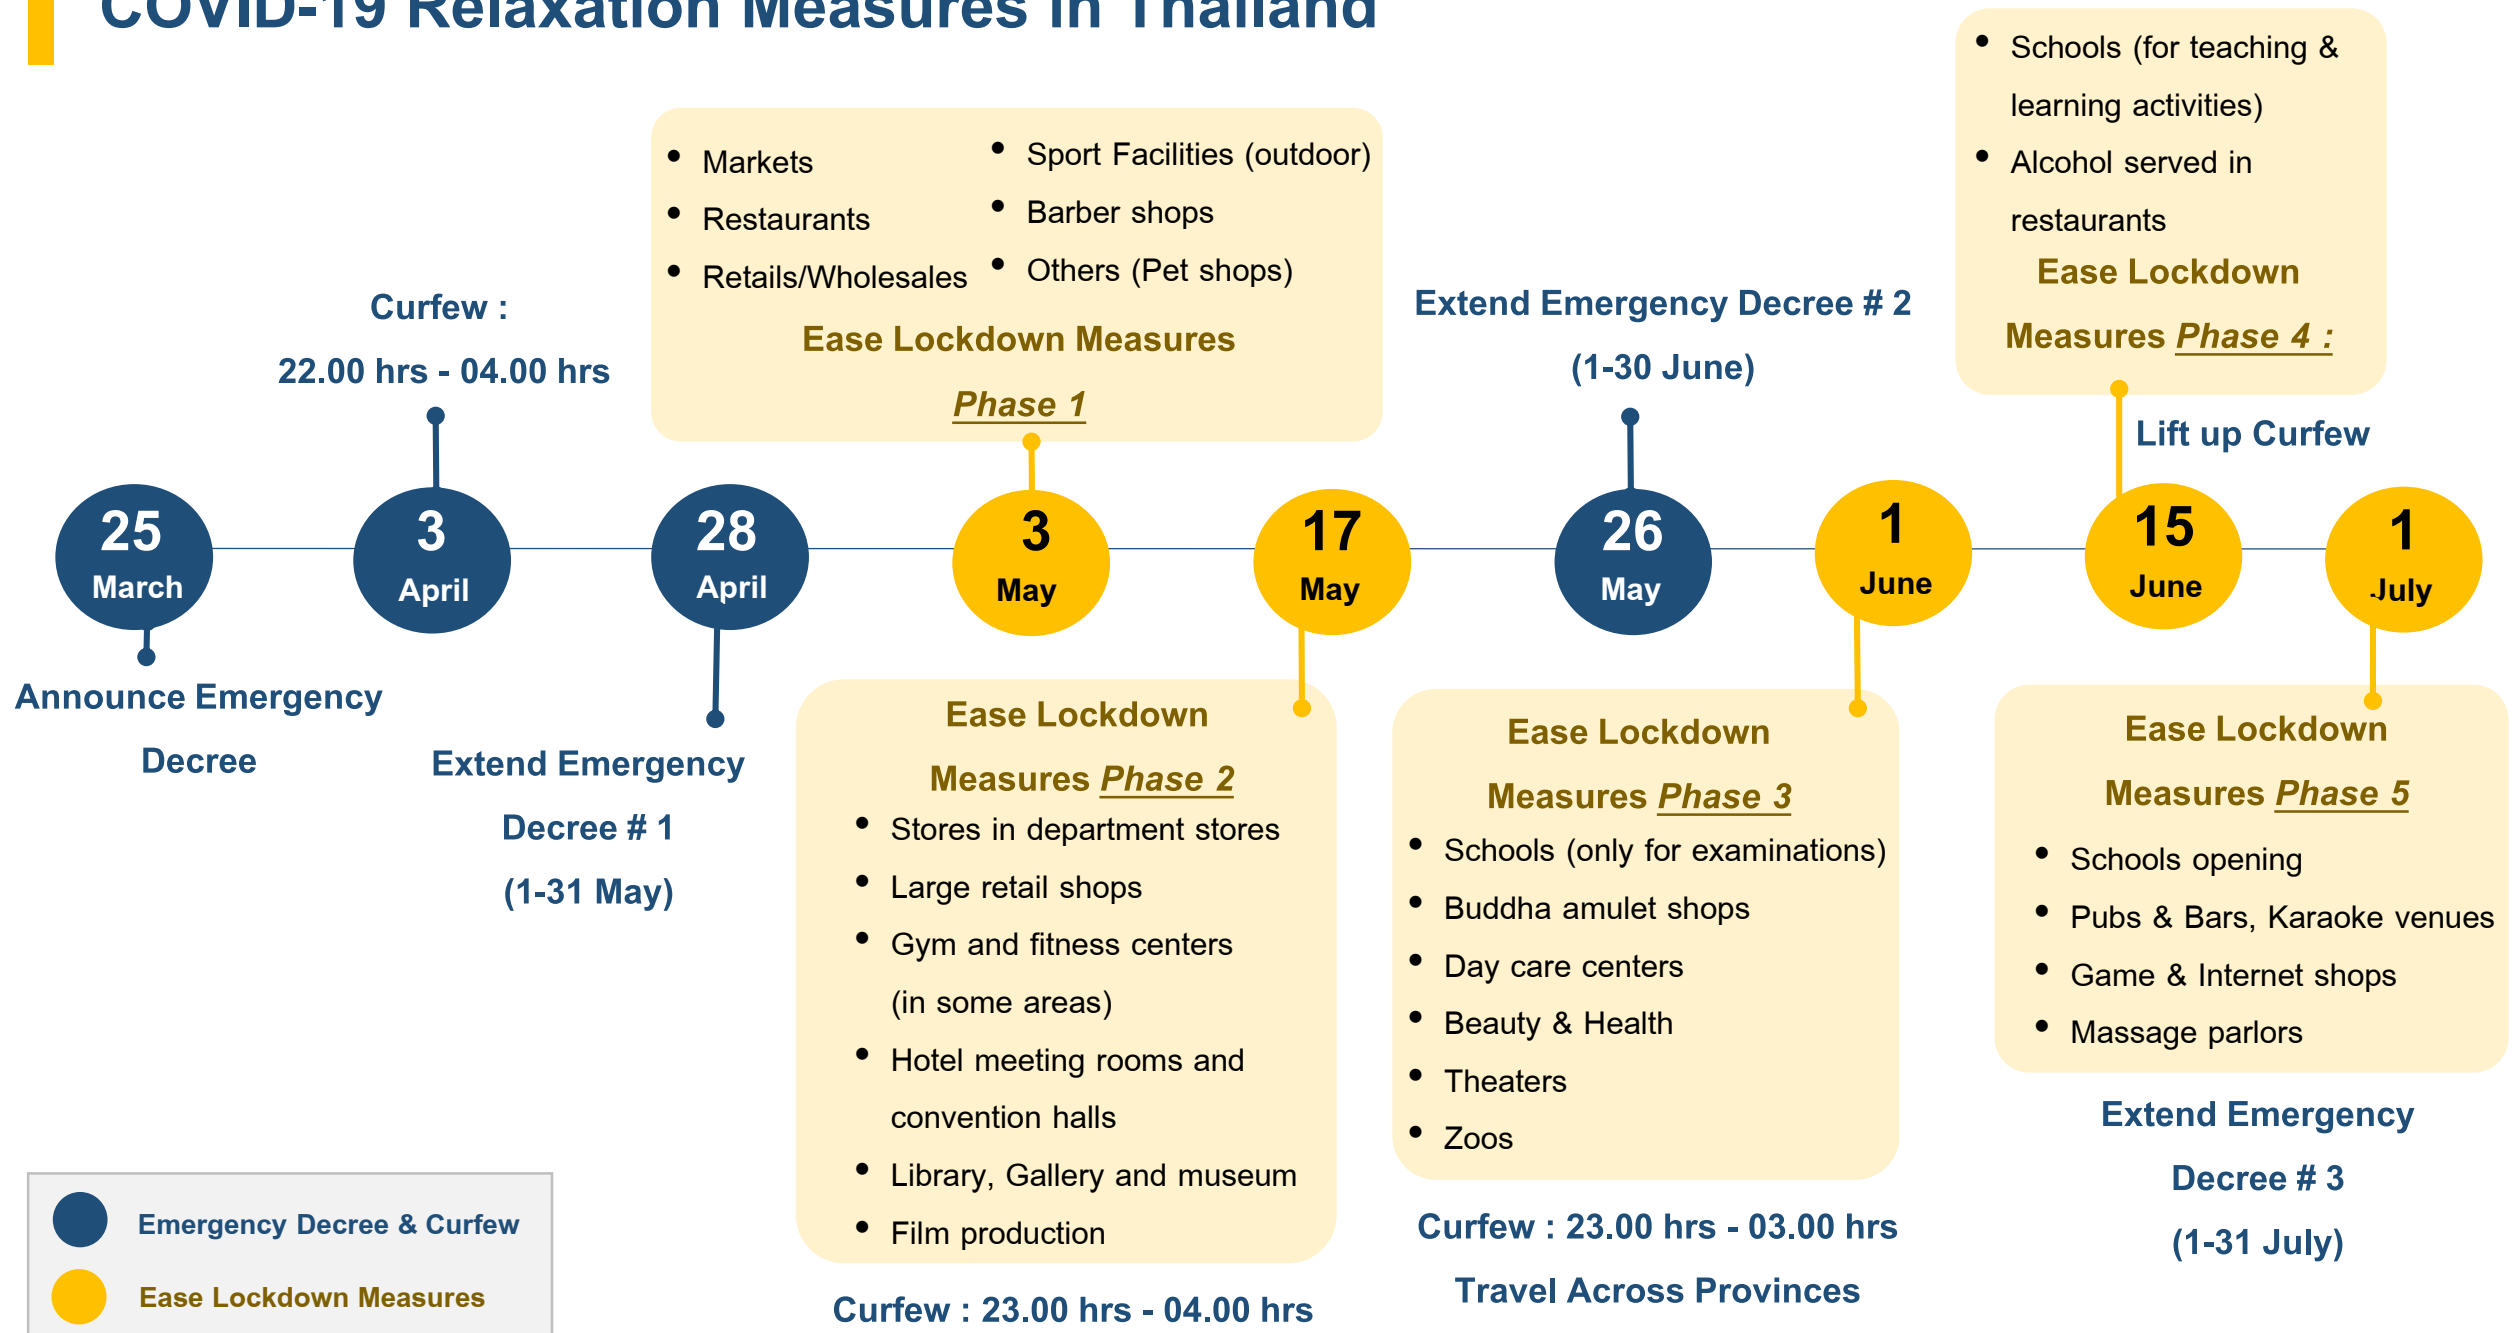 COVID-19 Relaxation Measures in Thailand
• Schools (for teaching &
learning activities)
• Alcohol served in
restaurants
Ease Lockdown
Measures Phase 4 :
Lift up Curfew
• Markets
• Restaurants
• Retails/Wholesales
• Sport Facilities (outdoor)
• Barber shops
• Others (Pet shops)
Ease Lockdown Measures
Phase 1
Curfew :
22.00 hrs - 04.00 hrs
Extend Emergency Decree # 2
(1-30 June)
25
March
3
April
28
April
3
May
17
May
26
May
1
June
15
June
1
July
Announce Emergency
Decree
Extend Emergency
Decree # 1
(1-31 May)
Ease Lockdown
Measures Phase 2
• Stores in department stores
• Large retail shops
• Gym and fitness centers
(in some areas)
• Hotel meeting rooms and
convention halls
• Library, Gallery and museum
• Film production
Curfew : 23.00 hrs - 04.00 hrs
Ease Lockdown
Measures Phase 3
• Schools (only for examinations)
• Buddha amulet shops
• Day care centers
• Beauty & Health
• Theaters
• Zoos
Curfew : 23.00 hrs - 03.00 hrs
Travel Across Provinces
Ease Lockdown
Measures Phase 5
• Schools opening
• Pubs & Bars, Karaoke venues
• Game & Internet shops
• Massage parlors
Extend Emergency
Decree # 3
(1-31 July)
Emergency Decree & Curfew
Ease Lockdown Measures